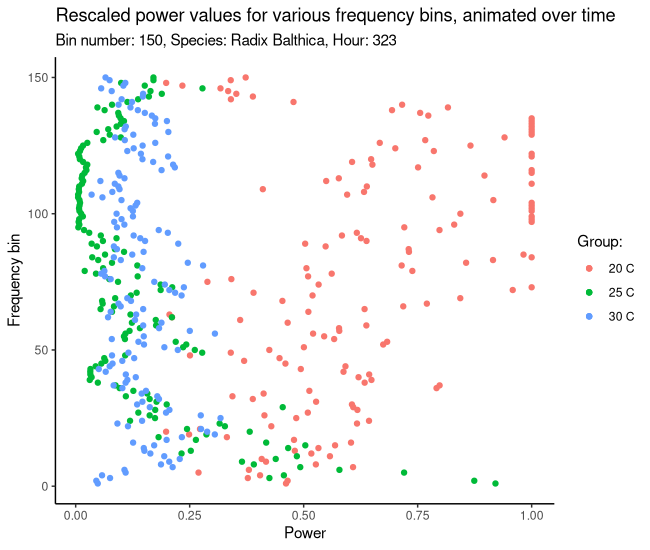 Rescaled power values for various frequency bins, animated over time
Bin number: 150, Species: Radix Balthica, Hour: 323
150
100
50
0
Frequency bin
0.00 0.25 0.50 0.75 1.00
Power
Group:
20 C
25 C
30 C